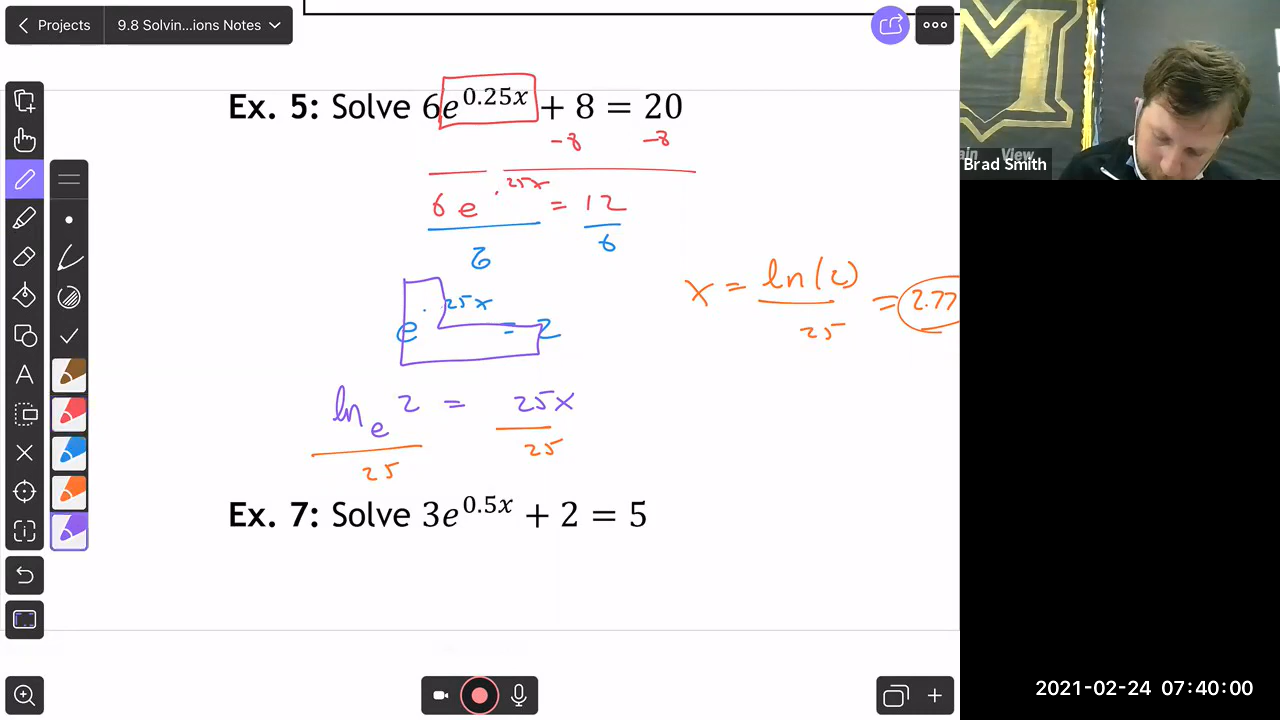 Projects
9.8 Solvin...ions Notes
Ex. 5: Solve 6e^{0.25x} + 8 = 20
-8 -8
6e^{.25x} = 12
6 6
e^{.25x} = 2
ln_e 2 = 25x
25 25
x = ln(2) = 2.77
25
Ex. 7: Solve 3e^{0.5x} + 2 = 5
A
M
View
Brad Smith
2021-02-24 07:40:00